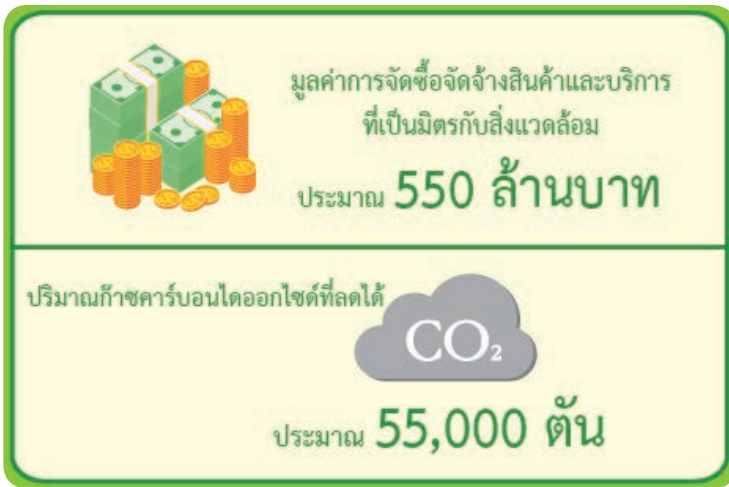 มูลค่าการจัดซื้อจัดจ้างสินค้าและบริการ
ที่เป็นมิตรกับสิ่งแวดล้อม
ประมาณ 550 ล้านบาท
ปริมาณก๊าซคาร์บอนไดออกไซด์ที่ลดได้
CO₂
ประมาณ 55,000 ตัน